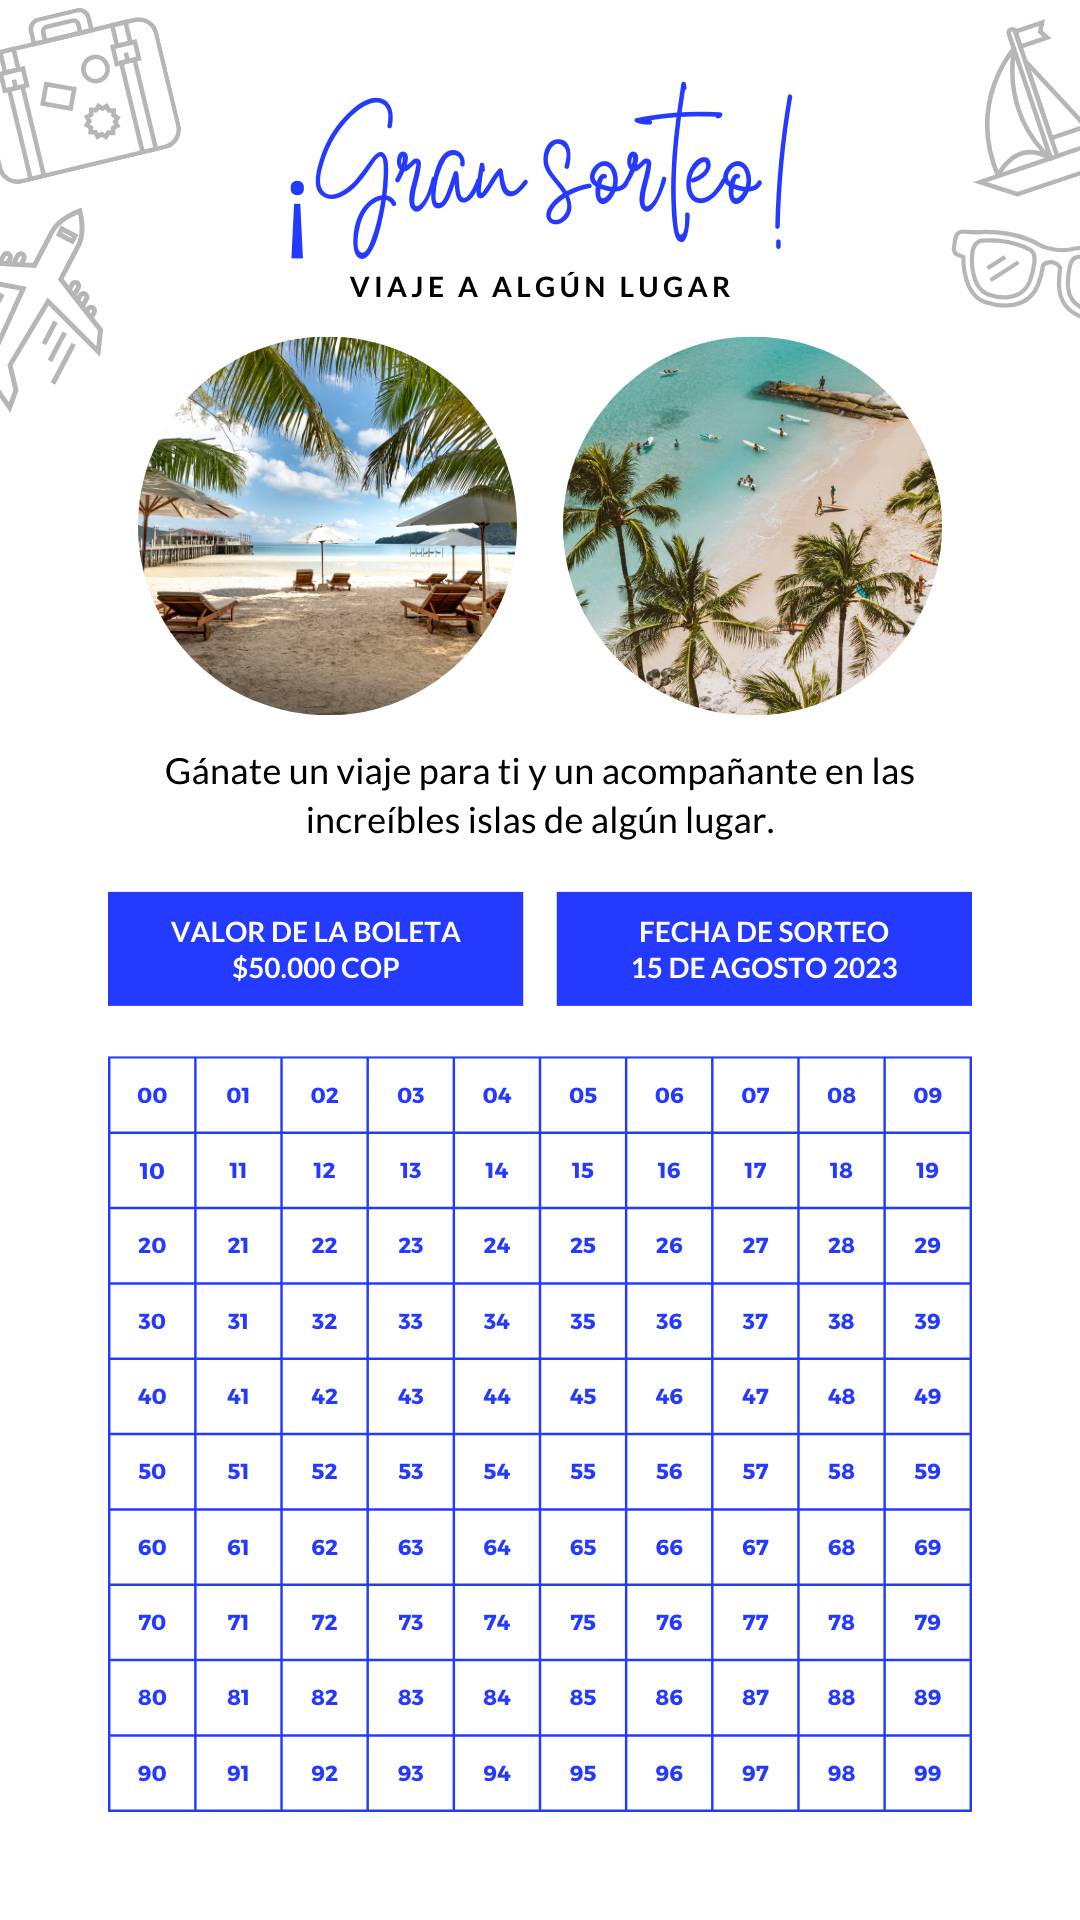 ¡Gran sorteo!
VIAJE A ALGÚN LUGAR
Gánate un viaje para ti y un acompañante en las
increíbles islas de algún lugar.
VALOR DE LA BOLETA
$50.000 COP
FECHA DE SORTEO
15 DE AGOSTO 2023
00 01 02 03 04 05 06 07 08 09
10 11 12 13 14 15 16 17 18 19
20 21 22 23 24 25 26 27 28 29
30 31 32 33 34 35 36 37 38 39
40 41 42 43 44 45 46 47 48 49
50 51 52 53 54 55 56 57 58 59
60 61 62 63 64 65 66 67 68 69
70 71 72 73 74 75 76 77 78 79
80 81 82 83 84 85 86 87 88 89
90 91 92 93 94 95 96 97 98 99